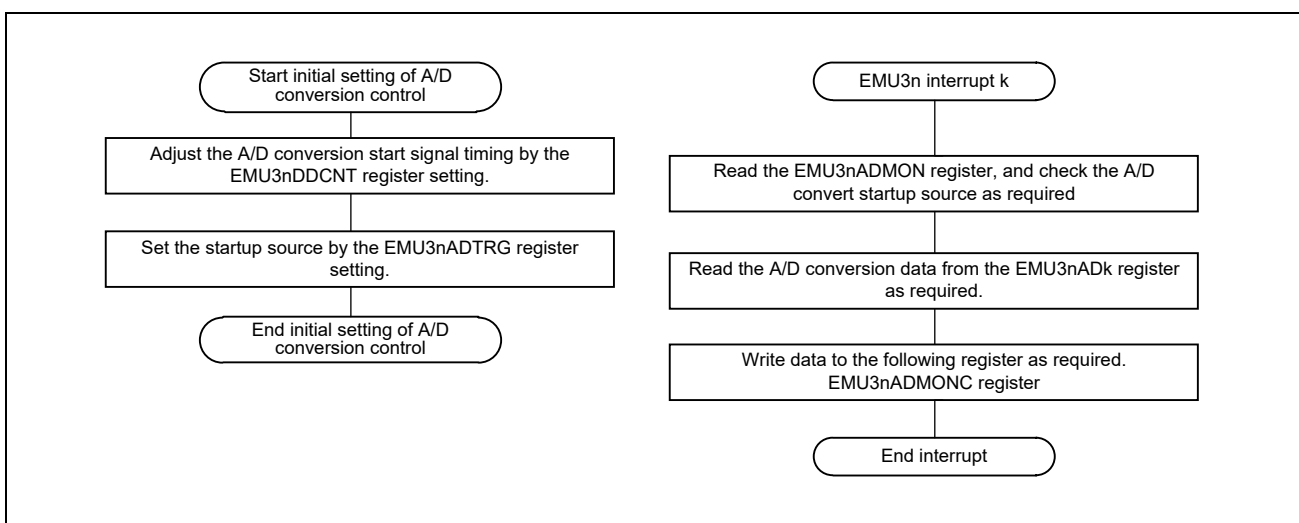 Start initial setting of A/D
conversion control
Adjust the A/D conversion start signal timing by the
EMU3nDDCNT register setting.
Set the startup source by the EMU3nADTRG register
setting.
End initial setting of A/D
conversion control
EMU3n interrupt k
Read the EMU3nADMON register, and check the A/D
convert startup source as required
Read the A/D conversion data from the EMU3nADk register
as required.
Write data to the following register as required.
EMU3nADMONC register
End interrupt